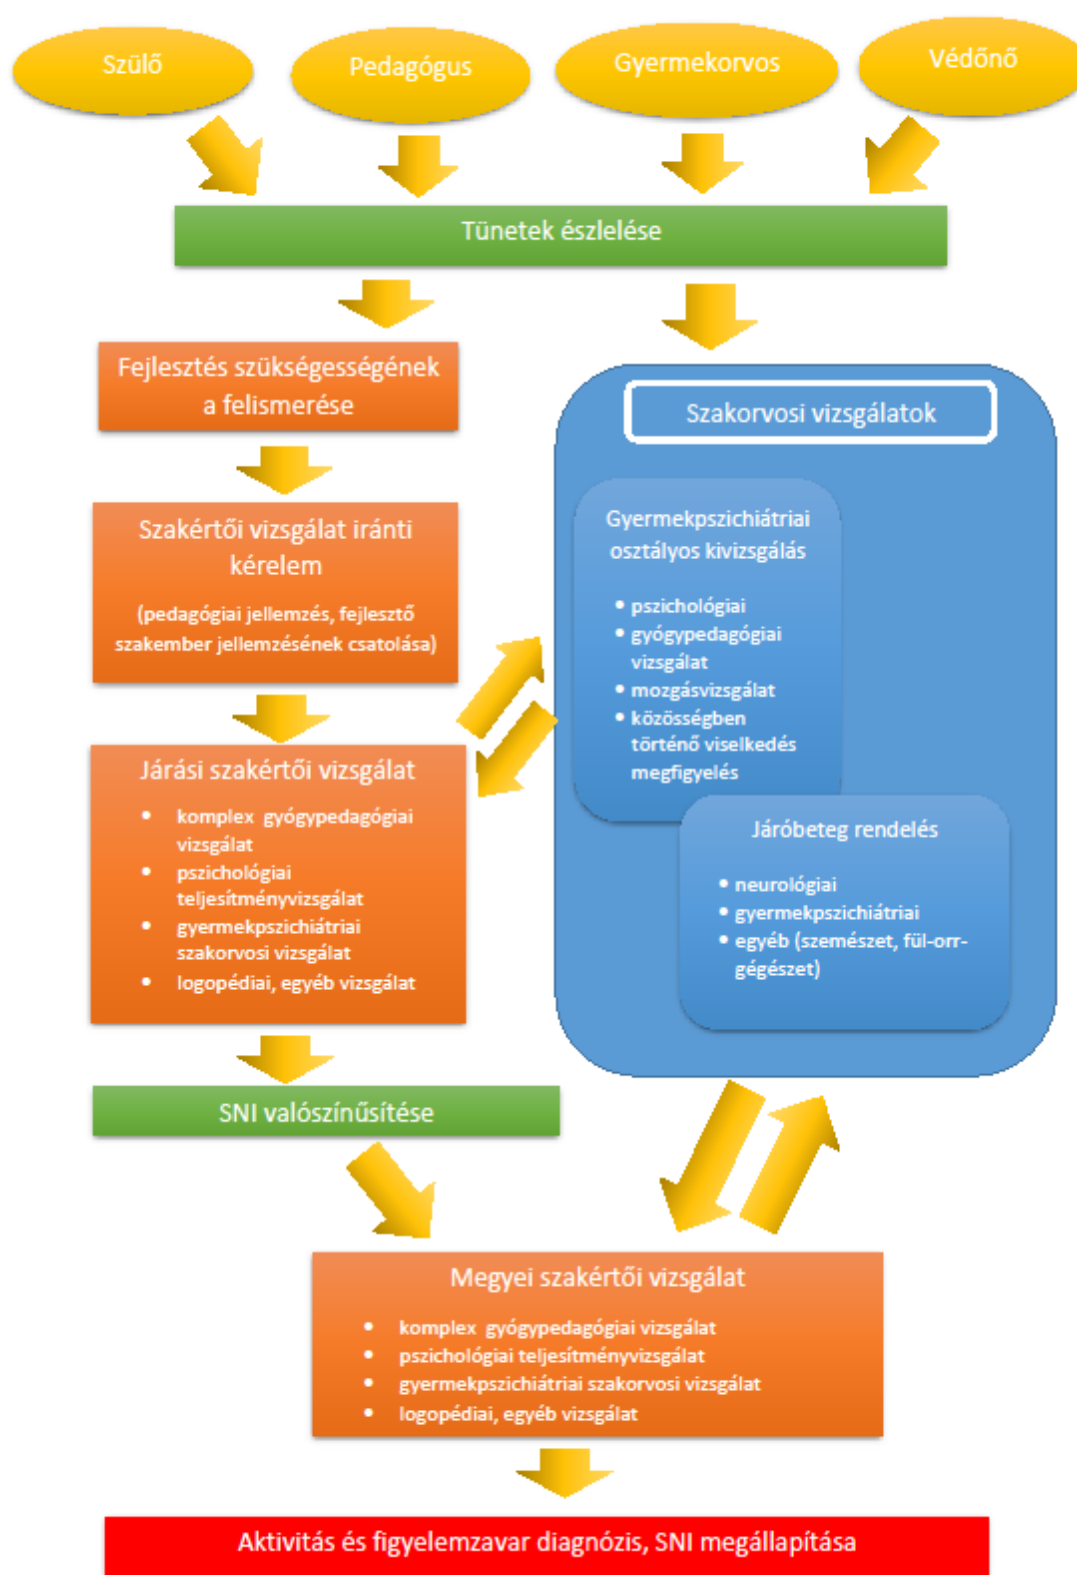 Szülő
Pedagógus
Gyermekorvos
Védőnő
Tünetek észlelése
Fejlesztés szükségességének
a felismerése
Szakértői vizsgálat iránti
kérelem
(pedagógiai jellemzés, fejlesztő
szakember jellemzésének csatolása)
Járási szakértői vizsgálat
• komplex gyógypedagógiai
vizsgálat
• pszichológiai
teljesítményvizsgálat
• gyermekpszichiátriai
szakorvosi vizsgálat
• logopédiai, egyéb vizsgálat
SNI valószínűsítése
Szakorvosi vizsgálatok
Gyermekpszichiátriai
osztályos kivizsgálás
• pszichológiai
• gyógypedagógiai
vizsgálat
• mozgásvizsgálat
• közösségben
történő viselkedés
megfigyelés
Járóbeteg rendelés
• neurológiai
• gyermekpszichiátriai
• egyéb (szemészet, fül-orr-
gégészet)
Megyei szakértői vizsgálat
• komplex gyógypedagógiai vizsgálat
• pszichológiai teljesítményvizsgálat
• gyermekpszichiátriai szakorvosi vizsgálat
• logopédiai, egyéb vizsgálat
Aktivitás és figyelemzavar diagnózis, SNI megállapítása